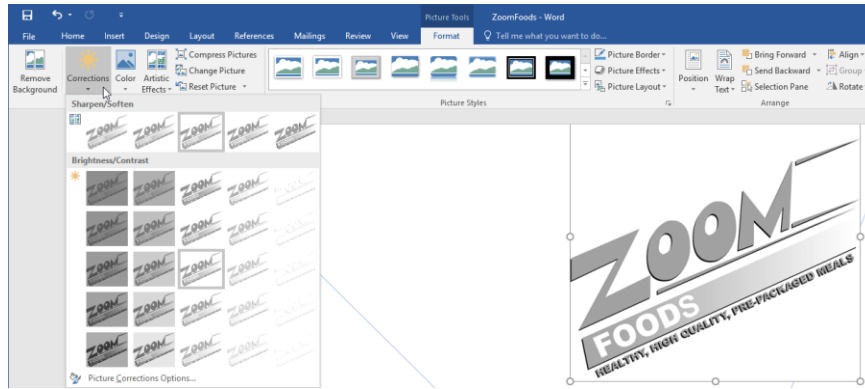 Picture Tools ZoomFoods - Word
File Home Insert Design Layout References Mailings Review View Format Tell me what you want to do...
Remove Background
Corrections
Color
Artistic Effects
Compress Pictures
Change Picture
Reset Picture
Picture Styles
Picture Border
Picture Effects
Picture Layout
Position
Wrap Text
Bring Forward
Send Backward
Selection Pane
Align
Group
Rotate
Arrange
Sharpen/Soften
Brightness/Contrast
Picture Corrections Options...
ZOOM
FOODS
HEALTHY, HIGH QUALITY, PRE-PACKAGED MEALS